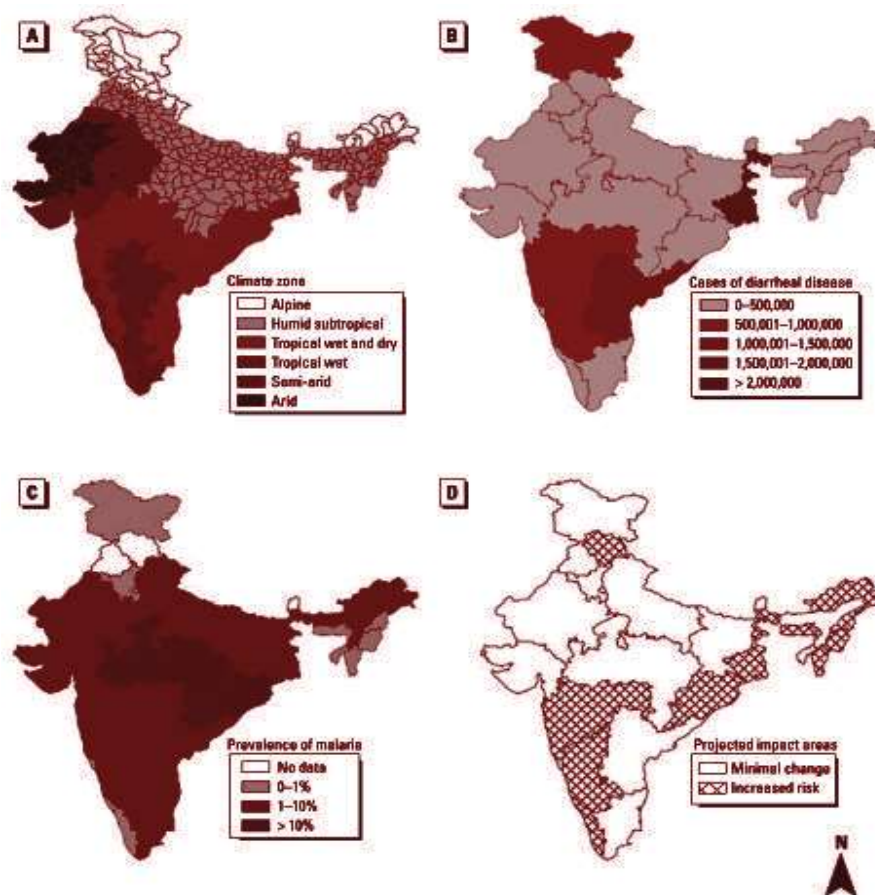 A
Climate zone
Alpine
Humid subtropical
Tropical wet and dry
Tropical wet
Semi-arid
Arid
B
Cases of diarrheal disease
0–500,000
500,001–1,000,000
1,000,001–1,500,000
1,500,001–2,000,000
> 2,000,000
C
Prevalence of malaria
No data
0–1%
1–10%
> 10%
D
Projected impact areas
Minimal change
Increased risk
N